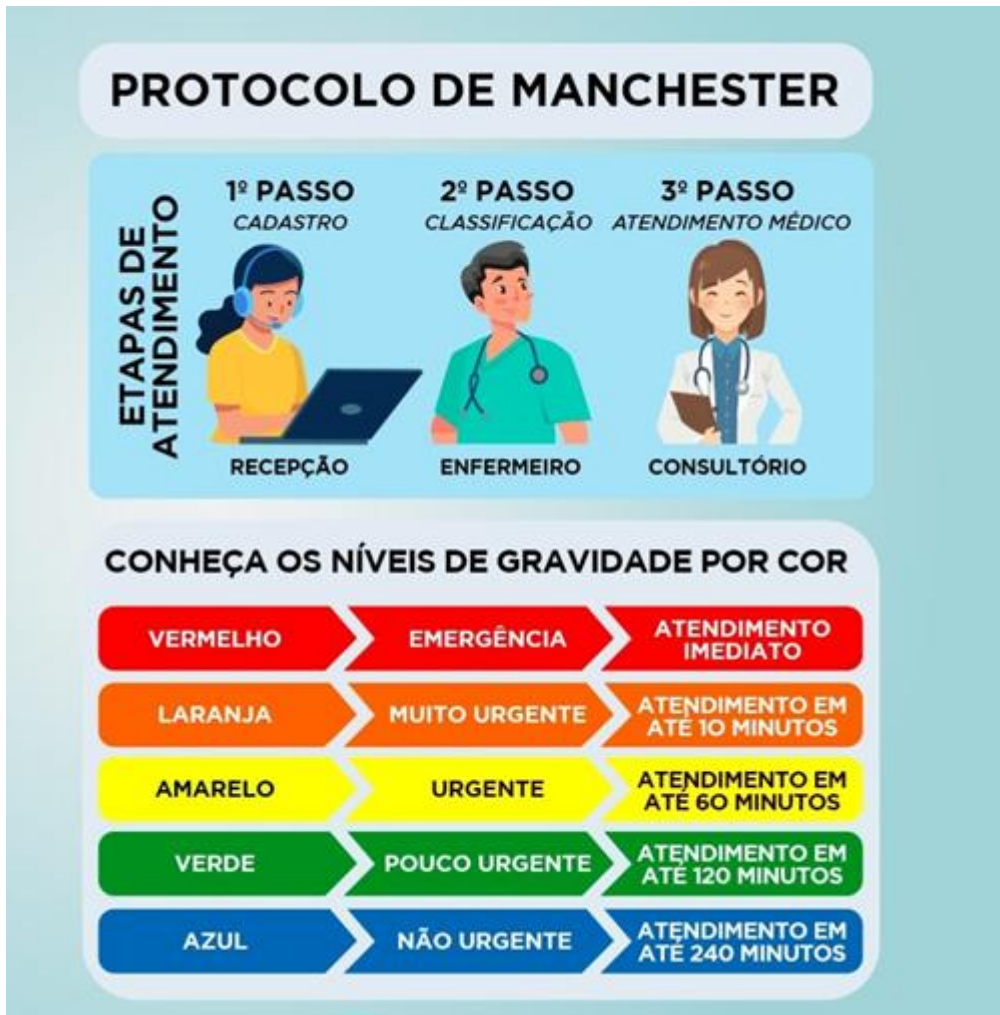 PROTOCOLO DE MANCHESTER
ETAPAS DE
ATENDIMENTO
1º PASSO
CADASTRO
RECEPÇÃO
2º PASSO
CLASSIFICAÇÃO
ENFERMEIRO
3º PASSO
ATENDIMENTO MÉDICO
CONSULTÓRIO
CONHEÇA OS NÍVEIS DE GRAVIDADE POR COR
VERMELHO
EMERGÊNCIA
ATENDIMENTO
IMEDIATO
LARANJA
MUITO URGENTE
ATENDIMENTO EM
ATÉ 10 MINUTOS
AMARELO
URGENTE
ATENDIMENTO EM
ATÉ 60 MINUTOS
VERDE
POUCO URGENTE
ATENDIMENTO EM
ATÉ 120 MINUTOS
AZUL
NÃO URGENTE
ATENDIMENTO EM
ATÉ 240 MINUTOS